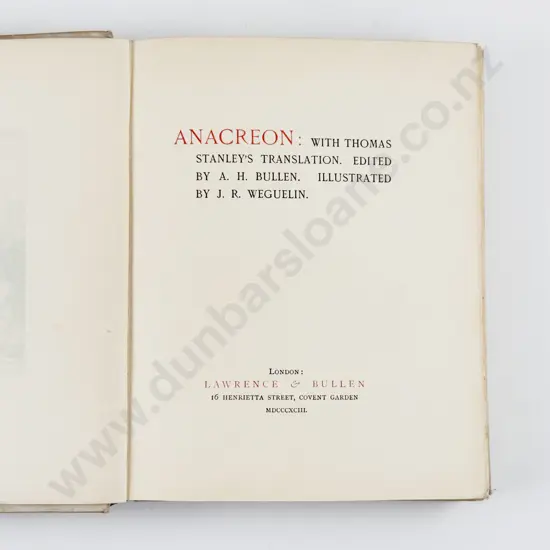 ANACREON: WITH THOMAS
STANLEY'S TRANSLATION. EDITED
BY A. H. BULLEN. ILLUSTRATED
BY J. R. WEGUELIN.
LONDON:
LAWRENCE & BULLEN
16 HENRIETTA STREET, COVENT GARDEN
MDCCCXCIII.
www.dunbarsloane.co.nz